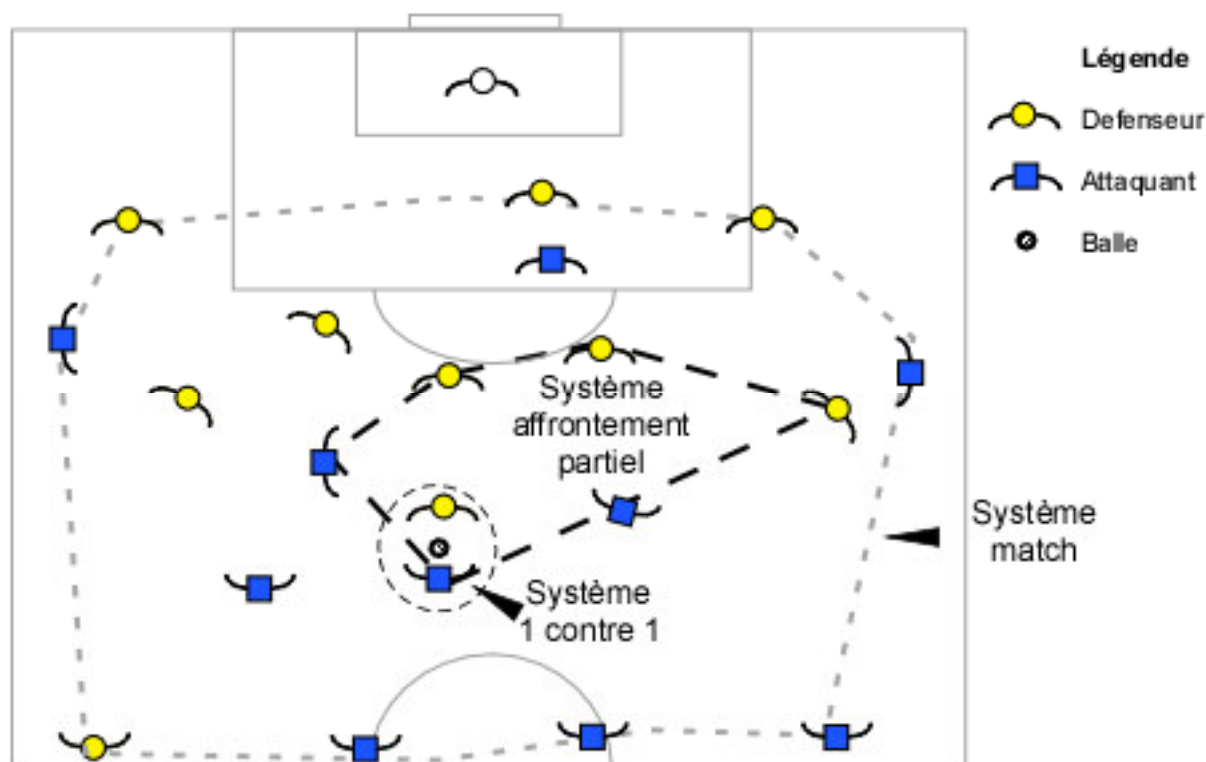 Légende
Defenseur
Attaquant
Balle
Système
affrontement
partiel
Système
match
Système
1 contre 1